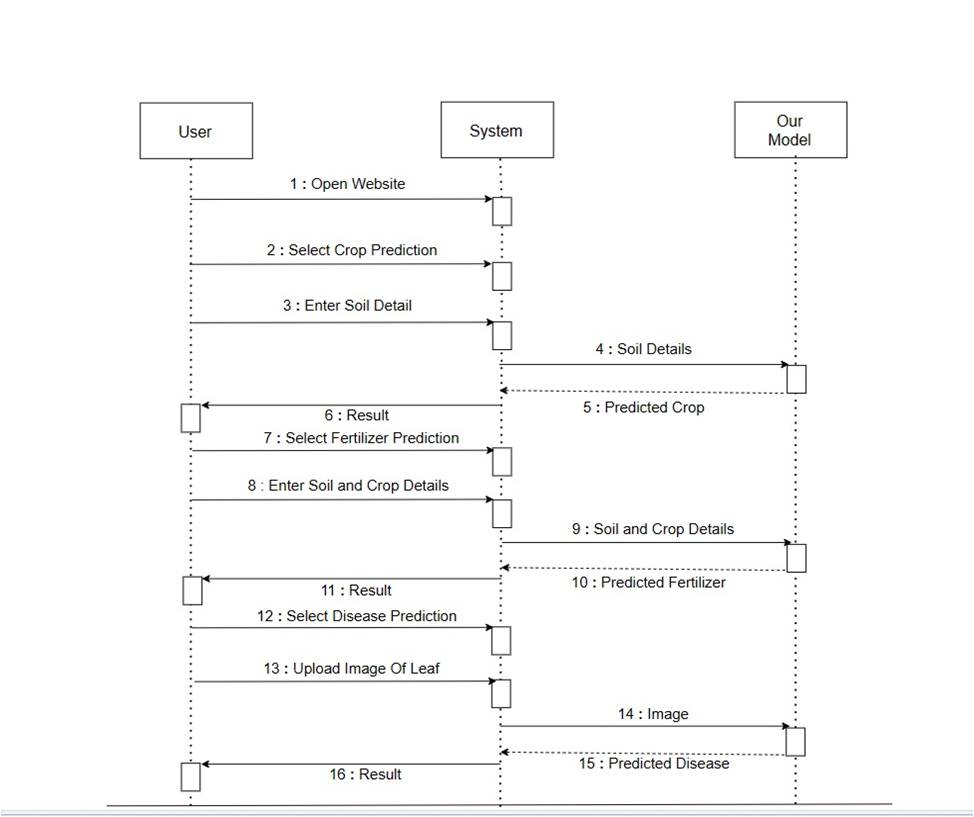 User
System
Our
Model
1 : Open Website
2 : Select Crop Prediction
3 : Enter Soil Detail
4 : Soil Details
5 : Predicted Crop
6 : Result
7 : Select Fertilizer Prediction
8 : Enter Soil and Crop Details
9 : Soil and Crop Details
10 : Predicted Fertilizer
11 : Result
12 : Select Disease Prediction
13 : Upload Image Of Leaf
14 : Image
15 : Predicted Disease
16 : Result